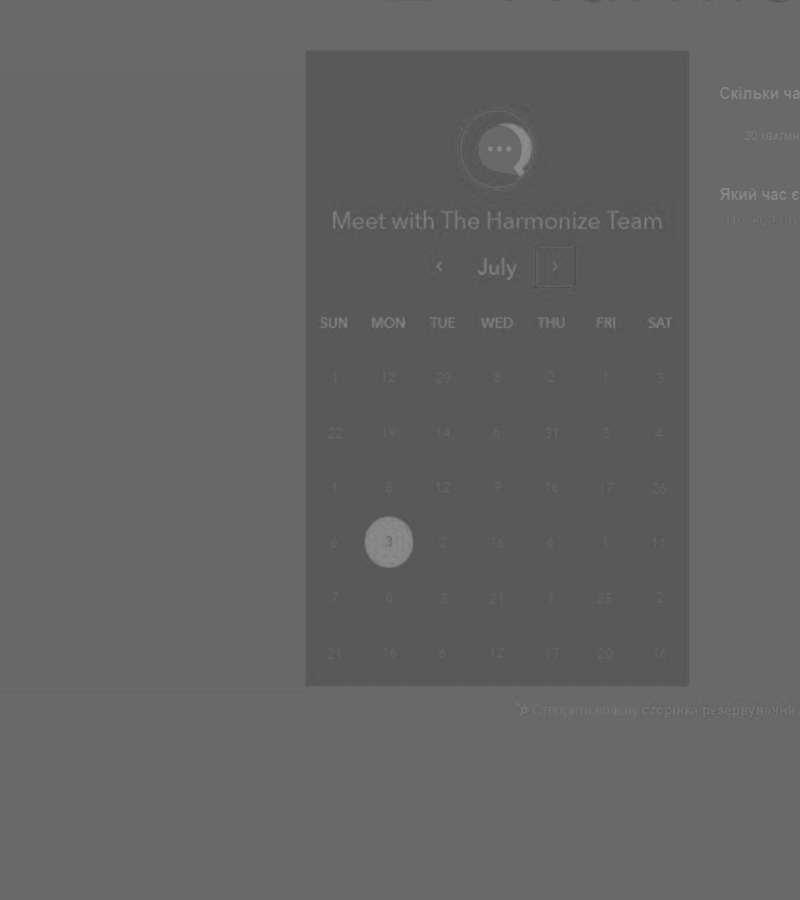 Скільки ча
30 хвилин
Який час є
Meet with The Harmonize Team
July
SUN MON TUE WED THU FRI SAT
1 12 29 8 2 1 3
22 19 14 6 31 3 4
1 8 12 9 16 17 26
6 3 2 16 6 1 11
7 8 3 21 1 28 2
21 16 6 12 17 20 16
Створити власну сторінка резервування